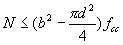 N ≤ (b² − πd²/4) f_cc